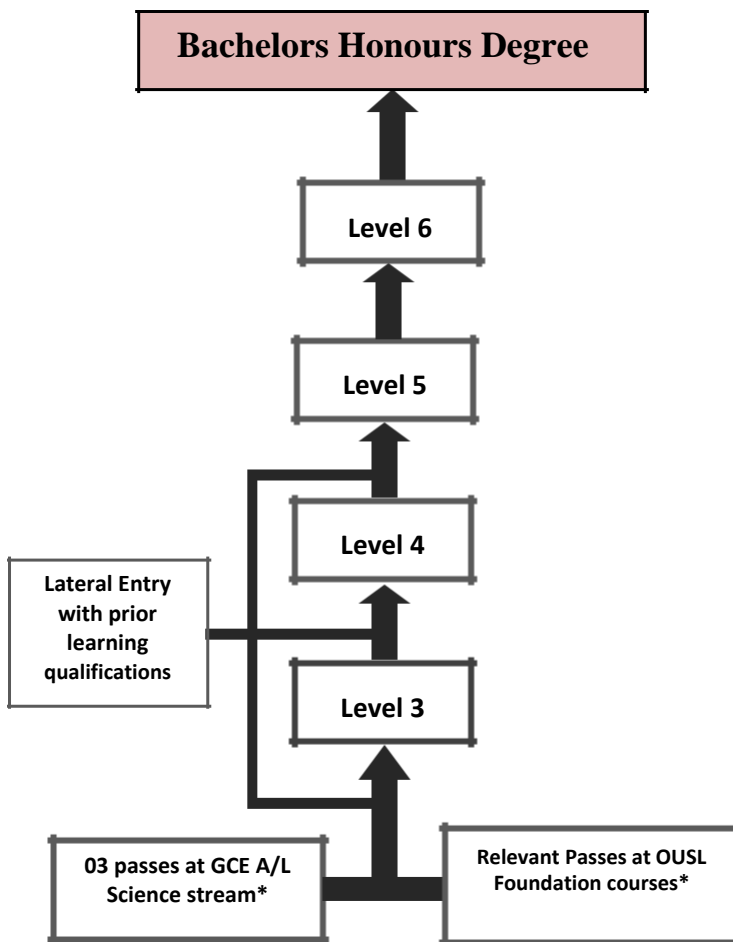 Bachelors Honours Degree
Level 6
Level 5
Level 4
Lateral Entry
with prior
learning
qualifications
Level 3
03 passes at GCE A/L
Science stream*
Relevant Passes at OUSL
Foundation courses*